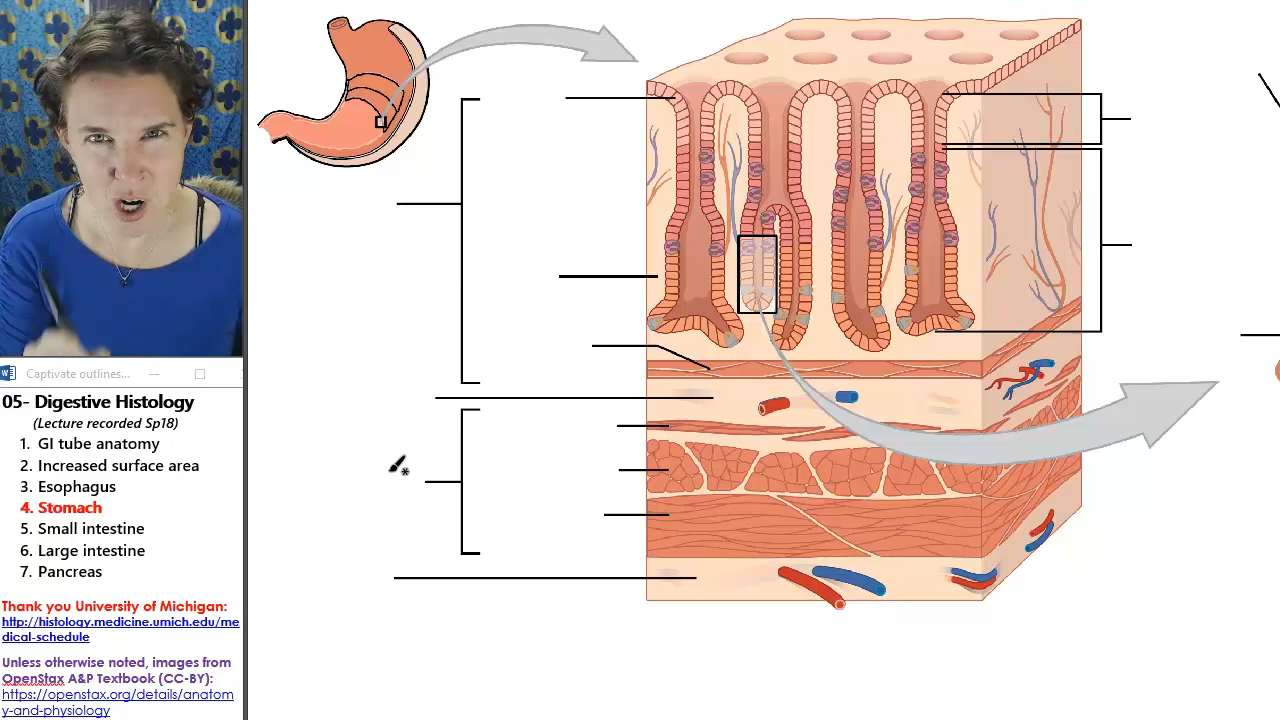 Captivate outlines...
05- Digestive Histology
(Lecture recorded Sp18)
1. GI tube anatomy
2. Increased surface area
3. Esophagus
4. Stomach
5. Small intestine
6. Large intestine
7. Pancreas
Thank you University of Michigan:
http://histology.medicine.umich.edu/me
dical-schedule
Unless otherwise noted, images from
OpenStax A&P Textbook (CC-BY):
https://openstax.org/details/anatom
y-and-physiology